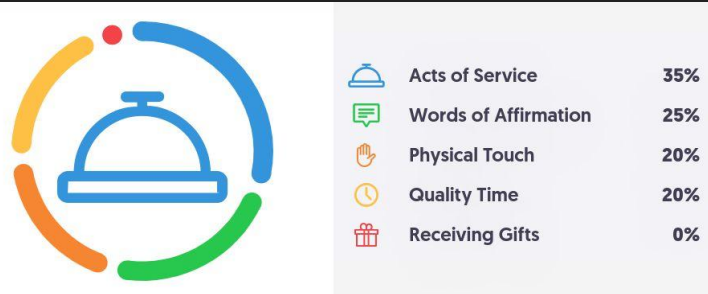 Acts of Service 35%
Words of Affirmation 25%
Physical Touch 20%
Quality Time 20%
Receiving Gifts 0%